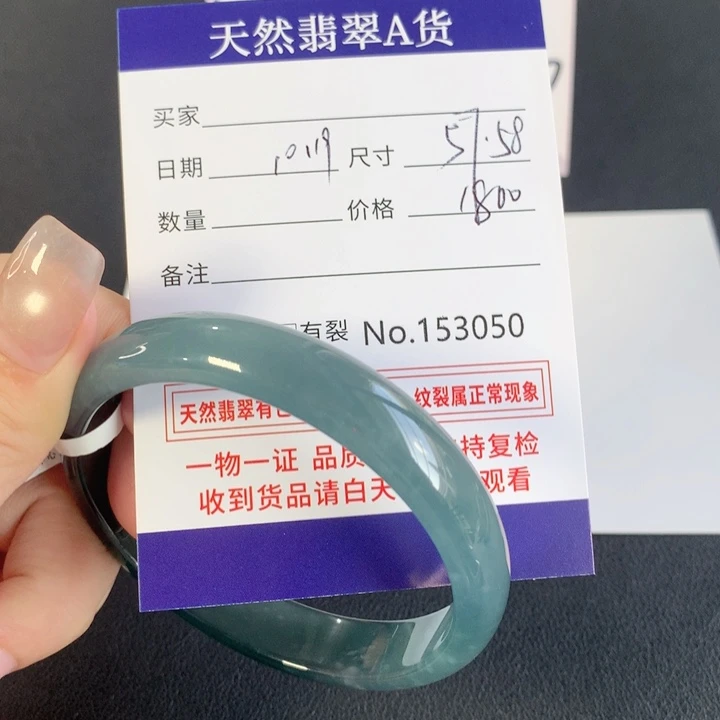 天然翡翠A货
买家
日期 10.19 尺寸 57.58
数量 价格 1800
备注
有裂 No.153050
天然翡翠有 纹裂属正常现象
一物一证 品质 持复检
收到货品请白天 观看